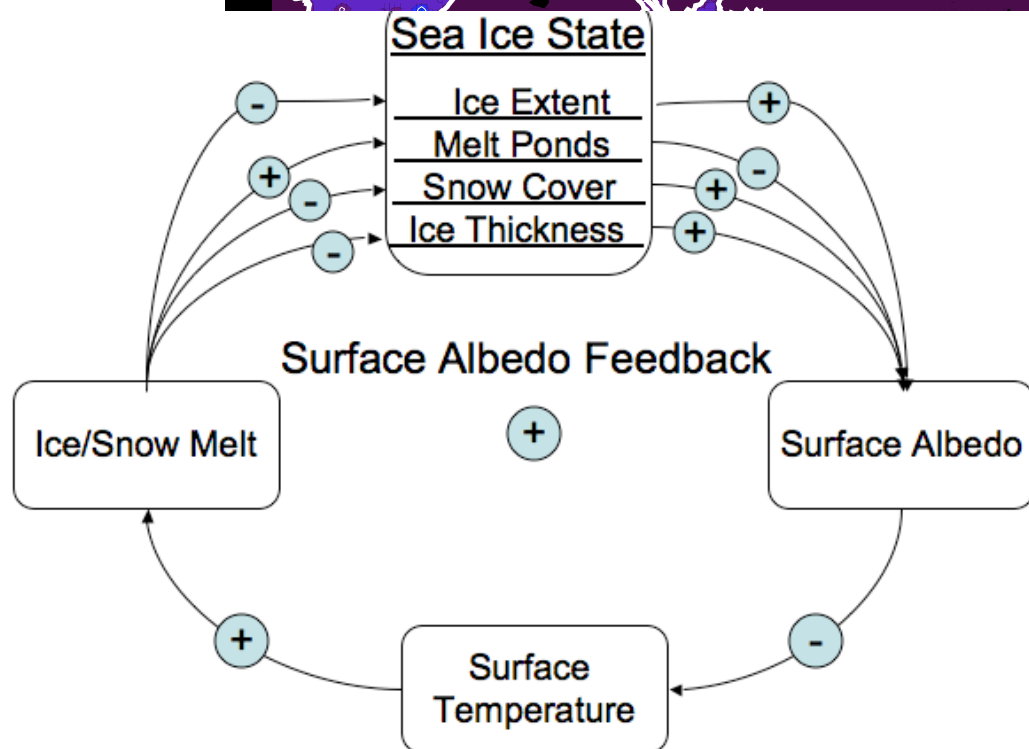 Sea Ice State
- Ice Extent +
+ Melt Ponds -
- Snow Cover +
- Ice Thickness +
Surface Albedo Feedback
+
Ice/Snow Melt
Surface Albedo
+
-
Surface
Temperature